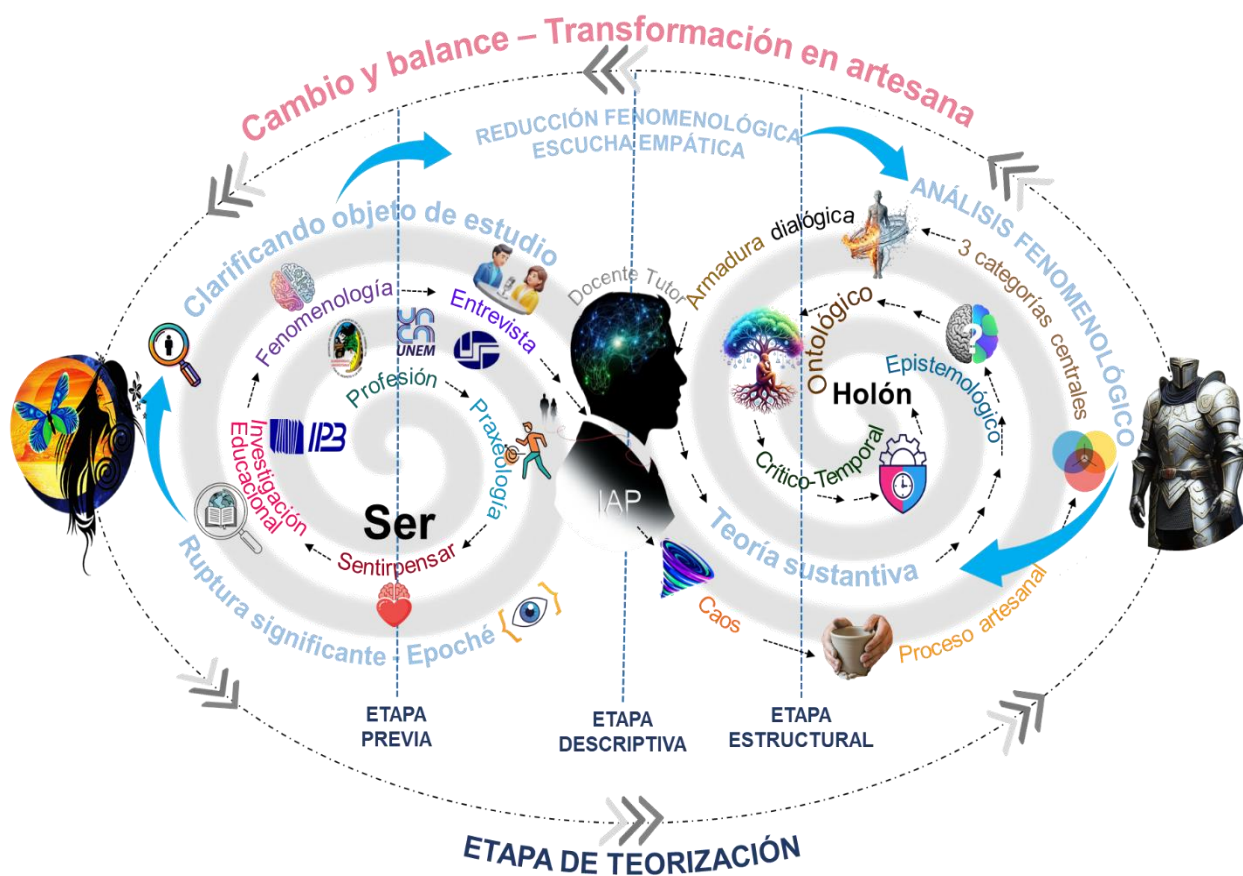 Cambio y balance – Transformación en artesana
REDUCCIÓN FENOMENOLÓGICA
ESCUCHA EMPÁTICA
Clarificando objeto de estudio
ANÁLISIS FENOMENOLÓGICO
Fenomenología
Entrevista
UNEM
Profesión
Praxeología
IPB
Investigación
Educacional
Ser
Sentirpensar
Ruptura significante - Epoché
Docente Tutor
IAP
Armadura dialógica
3 categorías centrales
Ontológico
Epistemológico
?
Holón
Crítico-Temporal
Teoría sustantiva
Caos
Proceso artesanal
ETAPA
PREVIA
ETAPA
DESCRIPTIVA
ETAPA
ESTRUCTURAL
ETAPA DE TEORIZACIÓN